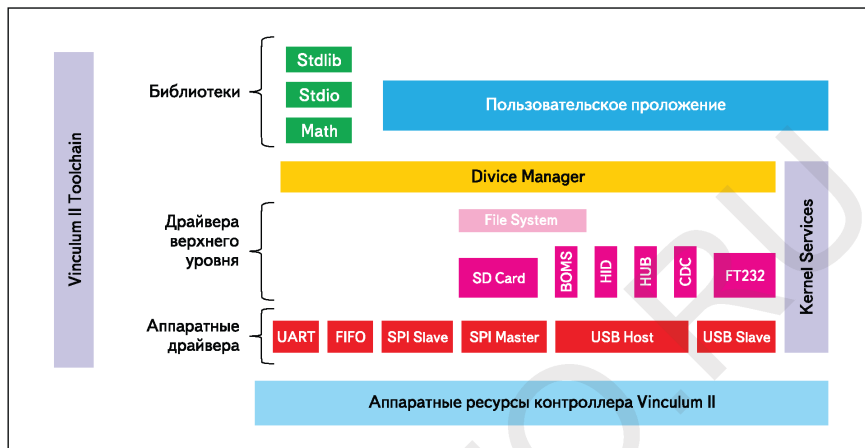 Vinculum II Toolchain
Библиотеки
Stdlib
Stdio
Math
Пользовательское проложение
Divice Manager
Kernel Services
Драйвера
верхнего
уровня
File System
SD Card
BOMS
HID
HUB
CDC
FT232
Аппаратные
драйвера
UART
FIFO
SPI Slave
SPI Master
USB Host
USB Slave
Аппаратные ресурсы контроллера Vinculum II